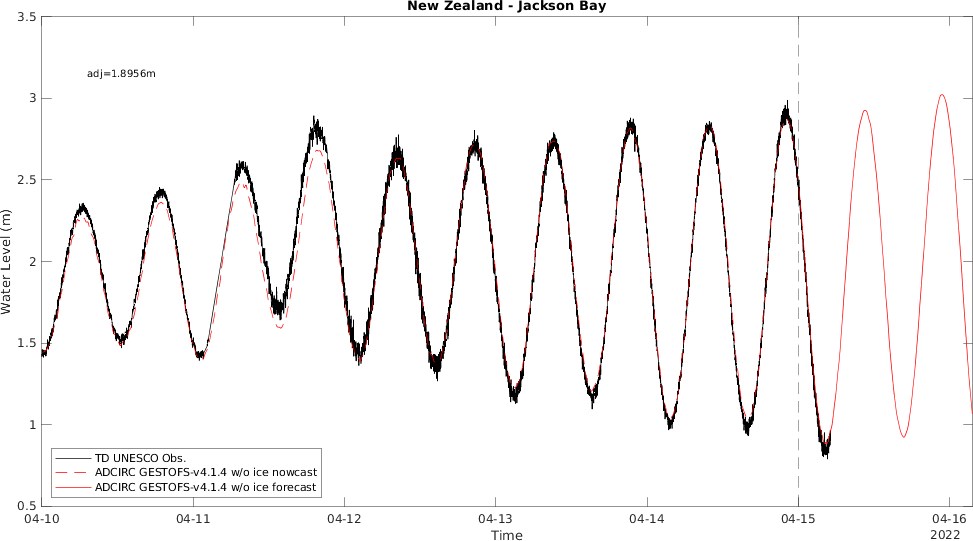 New Zealand - Jackson Bay
3.5
3
2.5
2
1.5
1
0.5
Water Level (m)
adj=1.8956m
TD UNESCO Obs.
ADCIRC GESTOFS-v4.1.4 w/o ice nowcast
ADCIRC GESTOFS-v4.1.4 w/o ice forecast
04-10 04-11 04-12 04-13 04-14 04-15 04-16
Time 2022